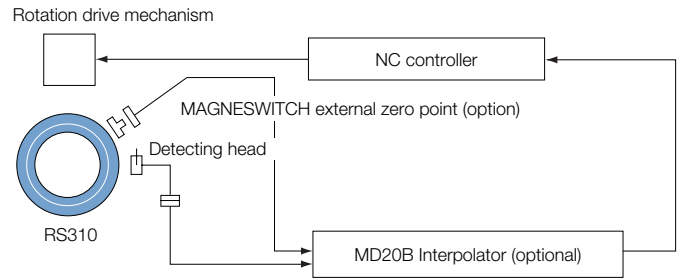 Rotation drive mechanism
NC controller
MAGNESWITCH external zero point (option)
Detecting head
RS310
MD20B Interpolator (optional)